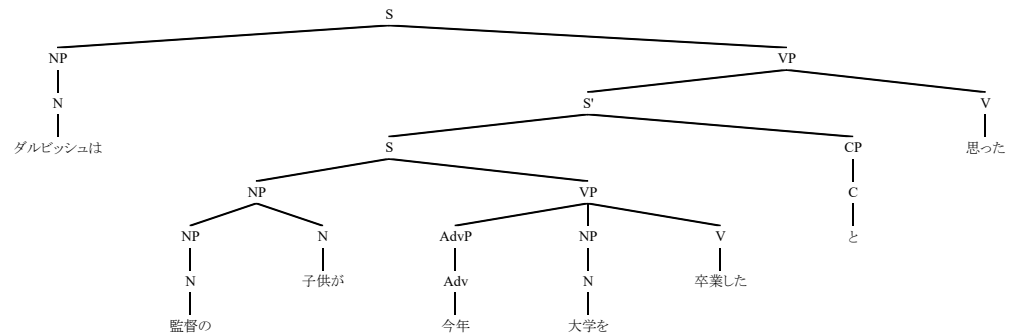 S
NP VP
N S' V
ダルビッシュは S CP 思った
NP VP C
NP N AdvP NP V と
N 子供が Adv N 卒業した
監督の 今年 大学を